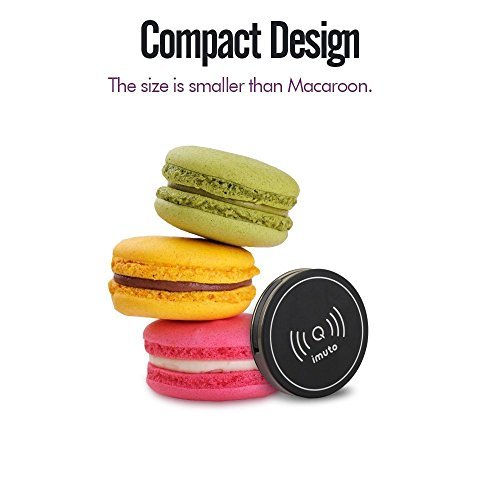 Compact Design
The size is smaller than Macaroon.
Q
imuto